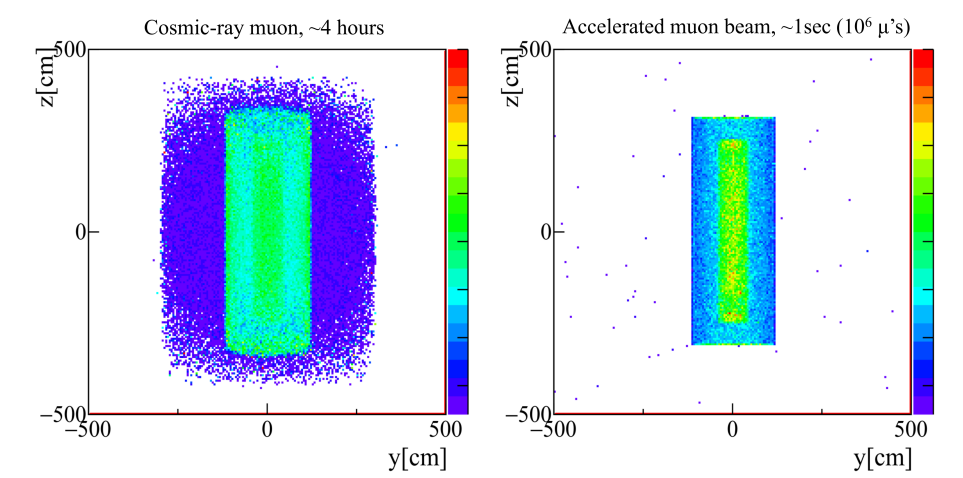 Cosmic-ray muon, ~4 hours
z[cm]
500
0
−500
−500
0
500
y[cm]
Accelerated muon beam, ~1sec (10⁶ μ's)
z[cm]
500
0
−500
−500
0
500
y[cm]